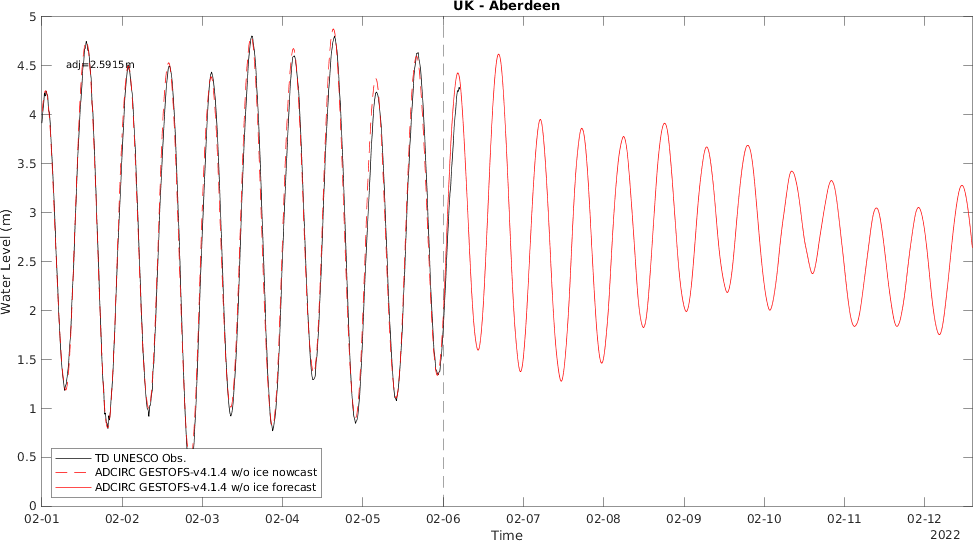 UK - Aberdeen
adj=2.5915m
Water Level (m)
5
4.5
4
3.5
3
2.5
2
1.5
1
0.5
0
TD UNESCO Obs.
ADCIRC GESTOFS-v4.1.4 w/o ice nowcast
ADCIRC GESTOFS-v4.1.4 w/o ice forecast
02-01 02-02 02-03 02-04 02-05 02-06 02-07 02-08 02-09 02-10 02-11 02-12
Time
2022